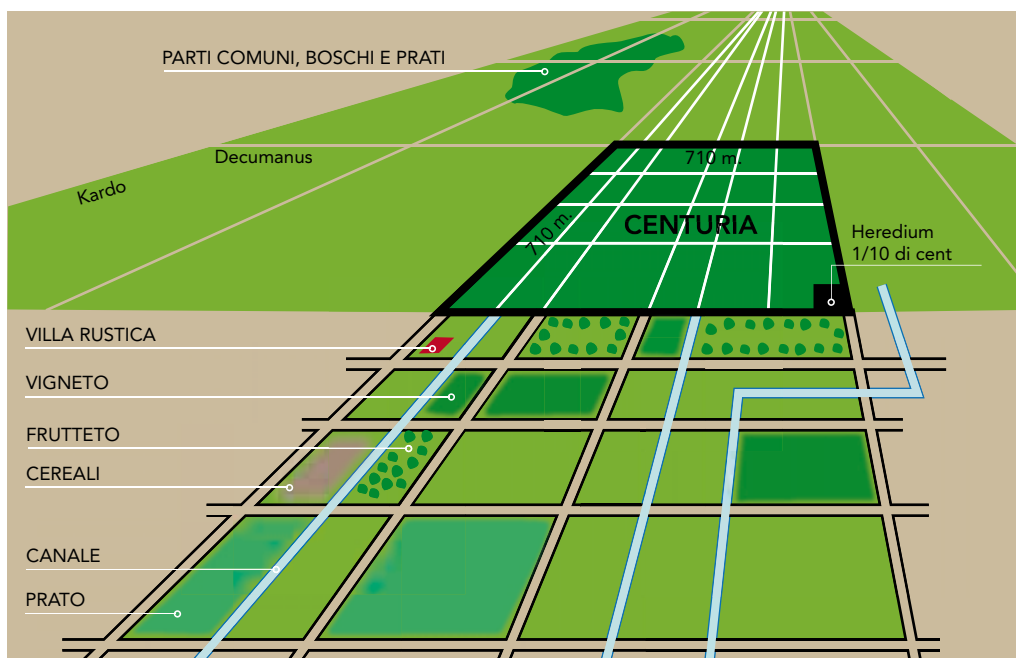 PARTI COMUNI, BOSCHI E PRATI
Decumanus
Kardo
710 m.
710 m.
CENTURIA
Heredium
1/10 di cent
VILLA RUSTICA
VIGNETO
FRUTTETO
CEREALI
CANALE
PRATO